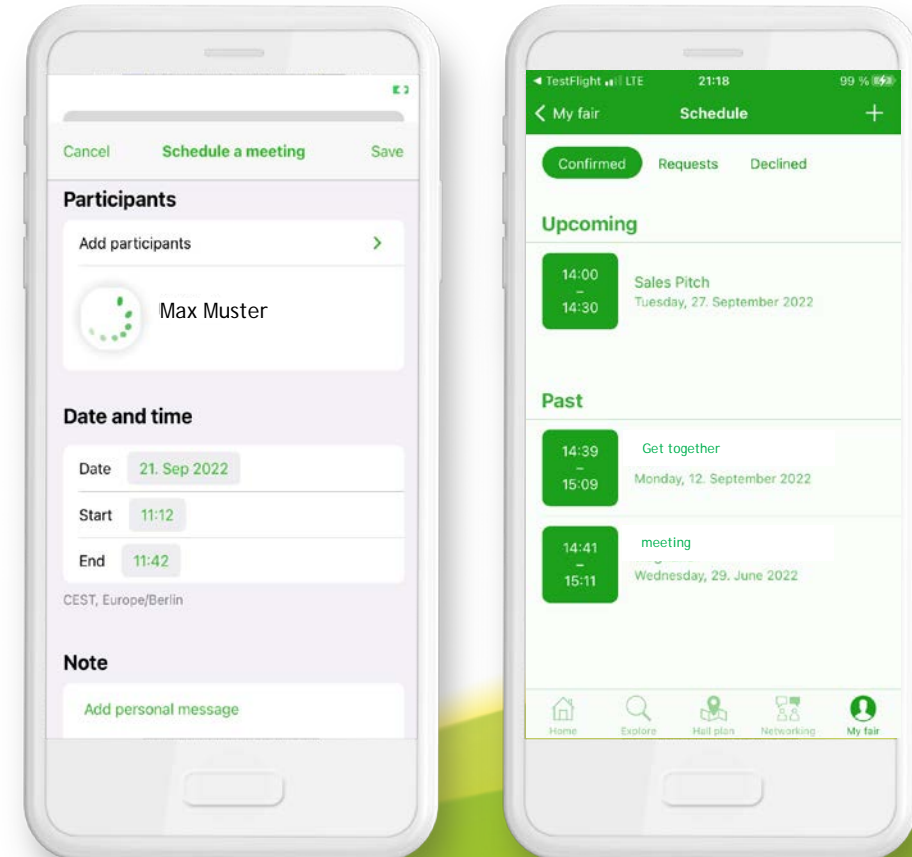 Cancel Schedule a meeting Save
Participants
Add participants >
Max Muster
Date and time
Date 21. Sep 2022
Start 11:12
End 11:42
CEST, Europe/Berlin
Note
Add personal message
◄ TestFlight LTE 21:18 99 %
My fair Schedule +
Confirmed Requests Declined
Upcoming
14:00
–
14:30
Sales Pitch
Tuesday, 27. September 2022
Past
14:39
–
15:09
Get together
Monday, 12. September 2022
14:41
–
15:11
meeting
Wednesday, 29. June 2022
Home Explore Hall plan Networking My fair